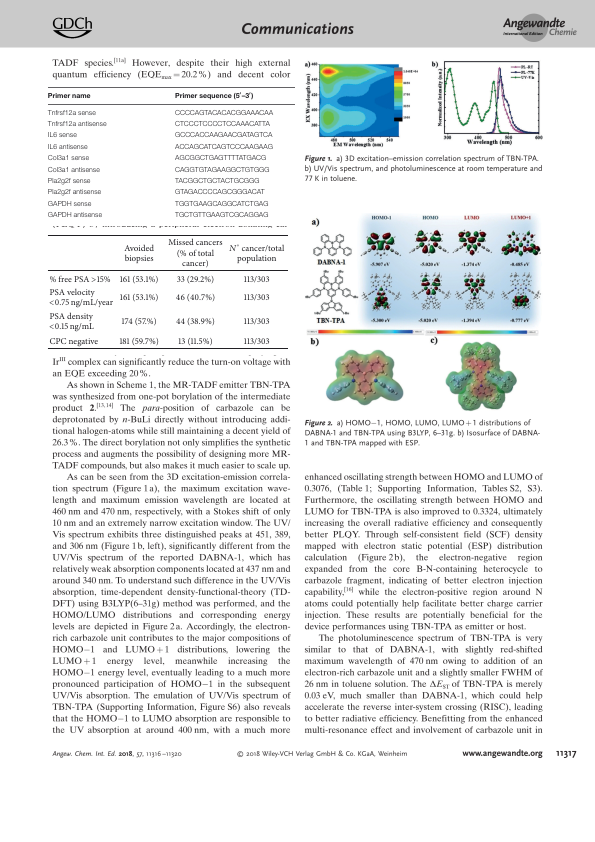 GDCh
Communications
Angewandte
International Edition
Chemie
TADF species.[11a] However, despite their high external
quantum efficiency (EQEmax = 20.2 %) and decent color
Primer name Primer sequence (5′–3′)
Tnfrsf12a sense CCCCAGTACACACGGAAACAA
Tnfrsf12a antisense CTCCCTCCCCTCCAAACATTA
IL6 sense GCCCACCAAGAACGATAGTCA
IL6 antisense ACCAGCATCAGTCCCAAGAAG
Col3a1 sense AGCGGCTGAGTTTTATGACG
Col3a1 antisense CAGGTGTAGAAGGCTGTGGG
Pla2g2f sense TACGGCTGCTACTGCGGG
Pla2g2f antisense GTAGACCCCAGCGGGACAT
GAPDH sense TGGTGAAGCAGGCATCTGAG
GAPDH antisense TGCTGTTGAAGTCGCAGGAG
Avoided biopsies Missed cancers (% of total cancer) N′ cancer/total population
% free PSA >15% 161 (53.1%) 33 (29.2%) 113/303
PSA velocity <0.75 ng/mL/year 161 (53.1%) 46 (40.7%) 113/303
PSA density <0.15 ng/mL 174 (57.%) 44 (38.9%) 113/303
CPC negative 181 (59.7%) 13 (11.5%) 113/303
IrIII complex can significantly reduce the turn-on voltage with
an EQE exceeding 20 %.
As shown in Scheme 1, the MR-TADF emitter TBN-TPA
was synthesized from one-pot borylation of the intermediate
product 2.[13,14] The para-position of carbazole can be
deprotonated by n-BuLi directly without introducing addi-
tional halogen-atoms while still maintaining a decent yield of
26.3 %. The direct borylation not only simplifies the synthetic
process and augments the possibility of designing more MR-
TADF compounds, but also makes it much easier to scale up.
As can be seen from the 3D excitation-emission correla-
tion spectrum (Figure 1 a), the maximum excitation wave-
length and maximum emission wavelength are located at
460 nm and 470 nm, respectively, with a Stokes shift of only
10 nm and an extremely narrow excitation window. The UV/
Vis spectrum exhibits three distinguished peaks at 451, 389,
and 306 nm (Figure 1 b, left), significantly different from the
UV/Vis spectrum of the reported DABNA-1, which has
relatively weak absorption components located at 437 nm and
around 340 nm. To understand such difference in the UV/Vis
absorption, time-dependent density-functional-theory (TD-
DFT) using B3LYP(6–31g) method was performed, and the
HOMO/LUMO distributions and corresponding energy
levels are depicted in Figure 2 a. Accordingly, the electron-
rich carbazole unit contributes to the major compositions of
HOMO−1 and LUMO + 1 distributions, lowering the
LUMO + 1 energy level, meanwhile increasing the
HOMO−1 energy level, eventually leading to a much more
pronounced participation of HOMO−1 in the subsequent
UV/Vis absorption. The emulation of UV/Vis spectrum of
TBN-TPA (Supporting Information, Figure S6) also reveals
that the HOMO−1 to LUMO absorption are responsible to
the UV absorption at around 400 nm, with a much more
a)
EX Wavelength (nm)
EM Wavelength (nm)
b)
Normalized Intensity (a.u.)
Wavelength (nm)
300 400 500 600
Figure 1. a) 3D excitation–emission correlation spectrum of TBN-TPA.
b) UV/Vis spectrum, and photoluminescence at room temperature and
77 K in toluene.
a)
HOMO-1 HOMO LUMO LUMO+1
DABNA-1
-5.020 eV -1.374 eV
TBN-TPA
-5.300 eV -5.020 eV -1.394 eV -0.777 eV
b) c)
Figure 2. a) HOMO−1, HOMO, LUMO, LUMO + 1 distributions of
DABNA-1 and TBN-TPA using B3LYP, 6–31g. b) Isosurface of DABNA-
1 and TBN-TPA mapped with ESP.
enhanced oscillating strength between HOMO and LUMO of
0.3076, (Table 1; Supporting Information, Tables S2, S3).
Furthermore, the oscillating strength between HOMO and
LUMO for TBN-TPA is also improved to 0.3324, ultimately
increasing the overall radiative efficiency and consequently
better PLQY. Through self-consistent field (SCF) density
mapped with electron static potential (ESP) distribution
calculation (Figure 2 b), the electron-negative region
expanded from the core B-N-containing heterocycle to
carbazole fragment, indicating of better electron injection
capability,[16] while the electron-positive region around N
atoms could potentially help facilitate better charge carrier
injection. These results are potentially beneficial for the
device performances using TBN-TPA as emitter or host.
The photoluminescence spectrum of TBN-TPA is very
similar to that of DABNA-1, with slightly red-shifted
maximum wavelength of 470 nm owing to addition of an
electron-rich carbazole unit and a slightly smaller FWHM of
26 nm in toluene solution. The ΔEST of TBN-TPA is merely
0.03 eV, much smaller than DABNA-1, which could help
accelerate the reverse inter-system crossing (RISC), leading
to better radiative efficiency. Benefitting from the enhanced
multi-resonance effect and involvement of carbazole unit in
Angew. Chem. Int. Ed. 2018, 57, 11316–11320
© 2018 Wiley-VCH Verlag GmbH & Co. KGaA, Weinheim
www.angewandte.org 11317